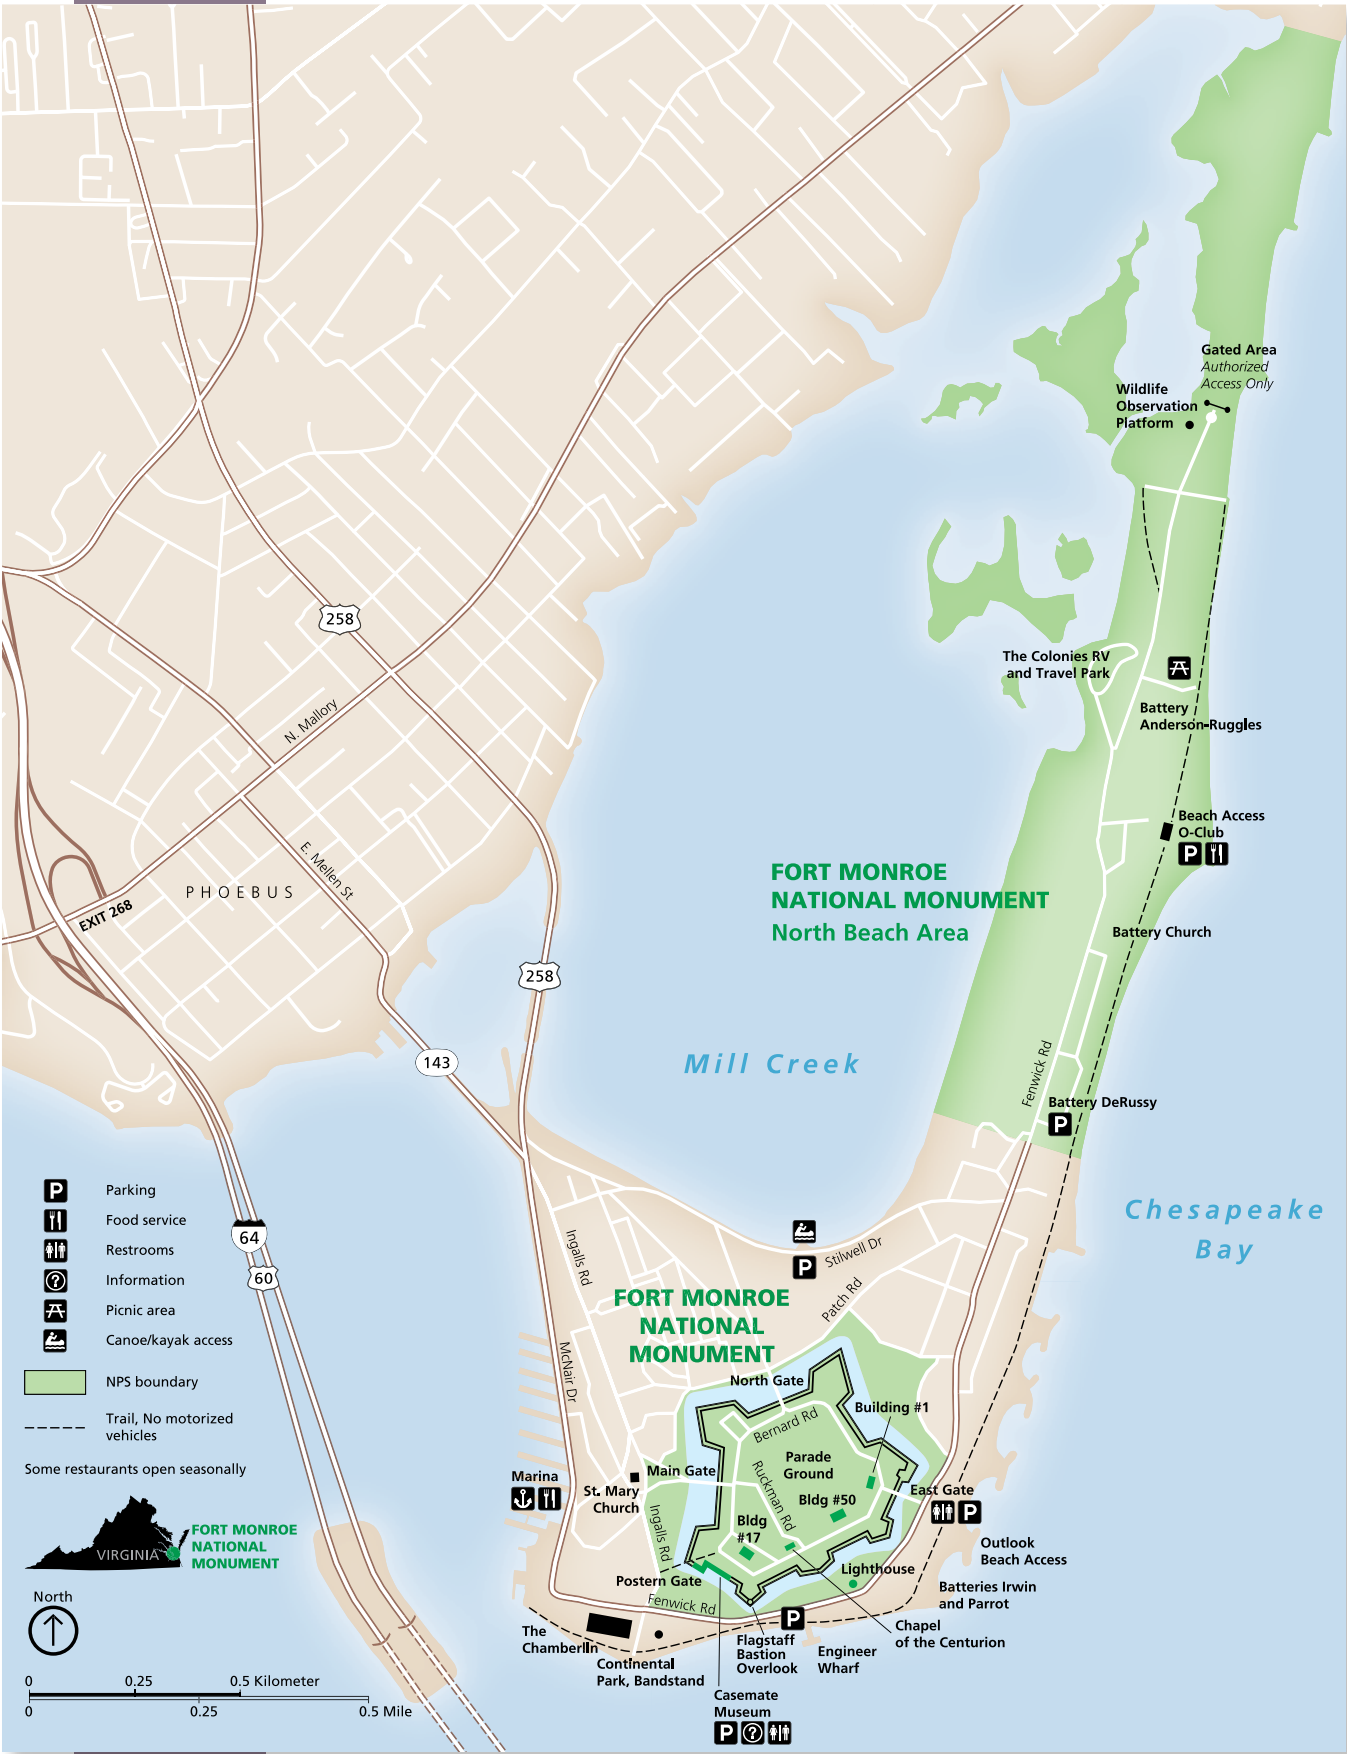 Gated Area
Authorized
Access Only
Wildlife
Observation
Platform
258
The Colonies RV
and Travel Park
N. Mallory
Battery
Anderson-Ruggles
Beach Access
O-Club
P
E. Mellen St
PHOEBUS
EXIT 268
FORT MONROE
NATIONAL MONUMENT
North Beach Area
Battery Church
258
Mill Creek
143
Fenwick Rd
Battery DeRussy
P
Chesapeake
Bay
P Parking
Food service
Restrooms
? Information
Picnic area
Canoe/kayak access
NPS boundary
Trail, No motorized
vehicles
Some restaurants open seasonally
64
60
Ingalls Rd
P
Stilwell Dr
Patch Rd
FORT MONROE
NATIONAL
MONUMENT
McNair Dr
North Gate
Building #1
Bernard Rd
Parade
Ground
Ruckman Rd
Main Gate
Marina
St. Mary
Church
Bldg #50
East Gate
P
Ingalls Rd
Bldg
#17
Outlook
Beach Access
Lighthouse
Postern Gate
Batteries Irwin
and Parrot
Fenwick Rd
P
The
Chamberlin
Chapel
of the Centurion
Flagstaff
Bastion
Overlook
Engineer
Wharf
Continental
Park, Bandstand
Casemate
Museum
P ?
VIRGINIA
FORT MONROE
NATIONAL
MONUMENT
North
0 0.25 0.5 Kilometer
0 0.25 0.5 Mile